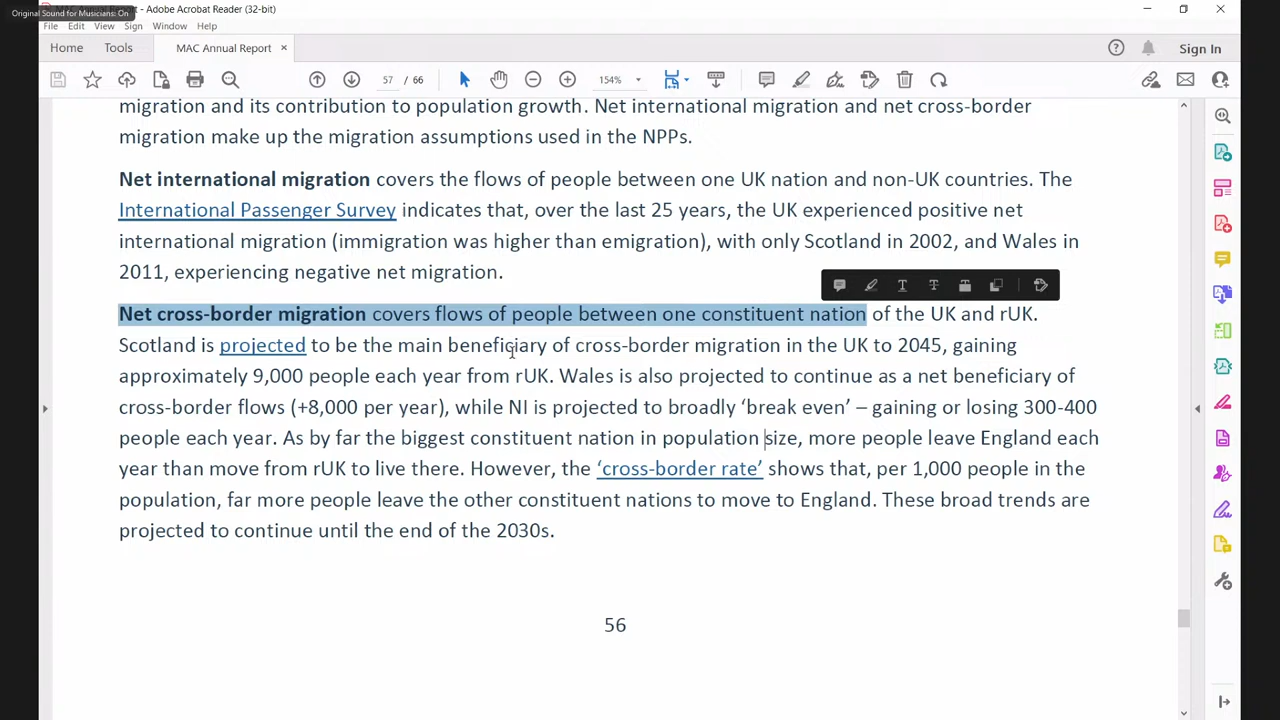 Original Sound for Musicians: On
- Adobe Acrobat Reader (32-bit)
File Edit View Sign Window Help
Home Tools MAC Annual Report × Sign In
57 / 66 154%
migration and its contribution to population growth. Net international migration and net cross-border
migration make up the migration assumptions used in the NPPs.
Net international migration covers the flows of people between one UK nation and non-UK countries. The
International Passenger Survey indicates that, over the last 25 years, the UK experienced positive net
international migration (immigration was higher than emigration), with only Scotland in 2002, and Wales in
2011, experiencing negative net migration.
Net cross-border migration covers flows of people between one constituent nation of the UK and rUK.
Scotland is projected to be the main beneficiary of cross-border migration in the UK to 2045, gaining
approximately 9,000 people each year from rUK. Wales is also projected to continue as a net beneficiary of
cross-border flows (+8,000 per year), while NI is projected to broadly ‘break even’ – gaining or losing 300-400
people each year. As by far the biggest constituent nation in population size, more people leave England each
year than move from rUK to live there. However, the ‘cross-border rate’ shows that, per 1,000 people in the
population, far more people leave the other constituent nations to move to England. These broad trends are
projected to continue until the end of the 2030s.
56